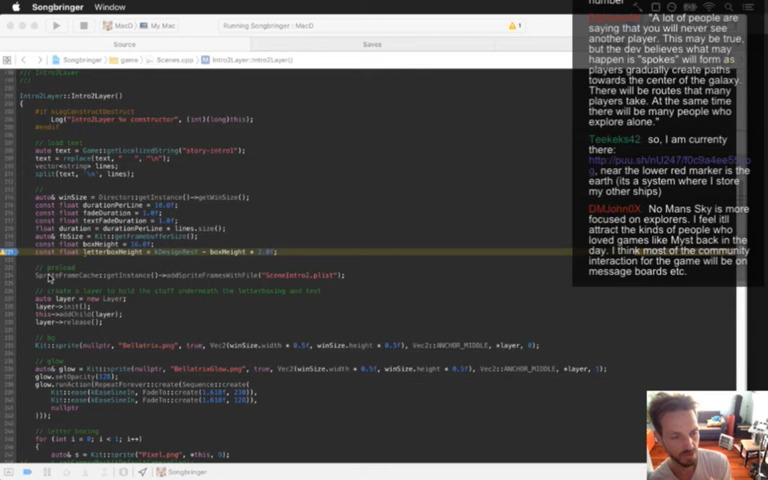 Songbringer Window
MacD My Mac Running Songbringer : MacD 1
Source Saves
Songbringer game Scenes.cpp Intro2Layer::Intro2Layer()
/// Intro2Layer
Intro2Layer::Intro2Layer()
{
#if
Log("Intro2Layer %x constructor", (int)(long)this);
#endif
// load text
auto text = Game::getLocalizedString("story-intro1");
text = replace(text, " ", "\n");
vector<string> lines;
split(text, '\n', lines);
//
auto& winSize = Director::getInstance()->getWinSize();
const float durationPerLine = 10.0f;
const float fadeDuration = 1.0f;
const float textFadeDuration = 1.0f;
float duration = durationPerLine * lines.size();
auto& fbSize = Kit::getFramebufferSize();
const float boxHeight = 16.0f;
const float letterboxHeight = kDesignRest - boxHeight * 2.0f;
// preload
SpriteFrameCache::getInstance()->addSpriteFramesWithFile("SceneIntro2.plist");
// create a layer to hold the stuff underneath the letterboxing and text
auto layer = new Layer;
layer->init();
this->addChild(layer);
layer->release();
// bg
Kit::sprite(nullptr, "Bellatrix.png", true, Vec2(winSize.width * 0.5f, winSize.height * 0.5f), Vec2::ANCHOR_MIDDLE, *layer, 0);
// glow
auto& glow = Kit::sprite(nullptr, "BellatrixGlow.png", true, Vec2(winSize.width * 0.5f, winSize.height * 0.5f), Vec2::ANCHOR_MIDDLE, *layer, 1);
glow.setOpacity(128);
glow.runAction(RepeatForever::create(Sequence::create(
Kit::ease(kEaseSineIn, FadeTo::create(1.618f, 230)),
Kit::ease(kEaseSineIn, FadeTo::create(1.618f, 128)),
nullptr
)));
// letter boxing
for (int i = 0; i < 1; i++)
auto& s = Kit::sprite("Pixel.png", *this, 9);
Songbringer
number
"A lot of people are
saying that you will never see
another player. This may be true,
but the dev believes what may
happen is "spokes" will form as
players gradually create paths
towards the center of the galaxy.
There will be routes that many
players take. At the same time
there will be many people who
explore alone."
Teekeks42 so, I am currenty
there:
near the lower red marker is the
earth (its a system where I store
my other ships)
DMJohn0X No Mans Sky is more
focused on explorers. I feel itll
attract the kinds of people who
loved games like Myst back in the
day. I think most of the community
interaction for the game will be on
message boards etc.